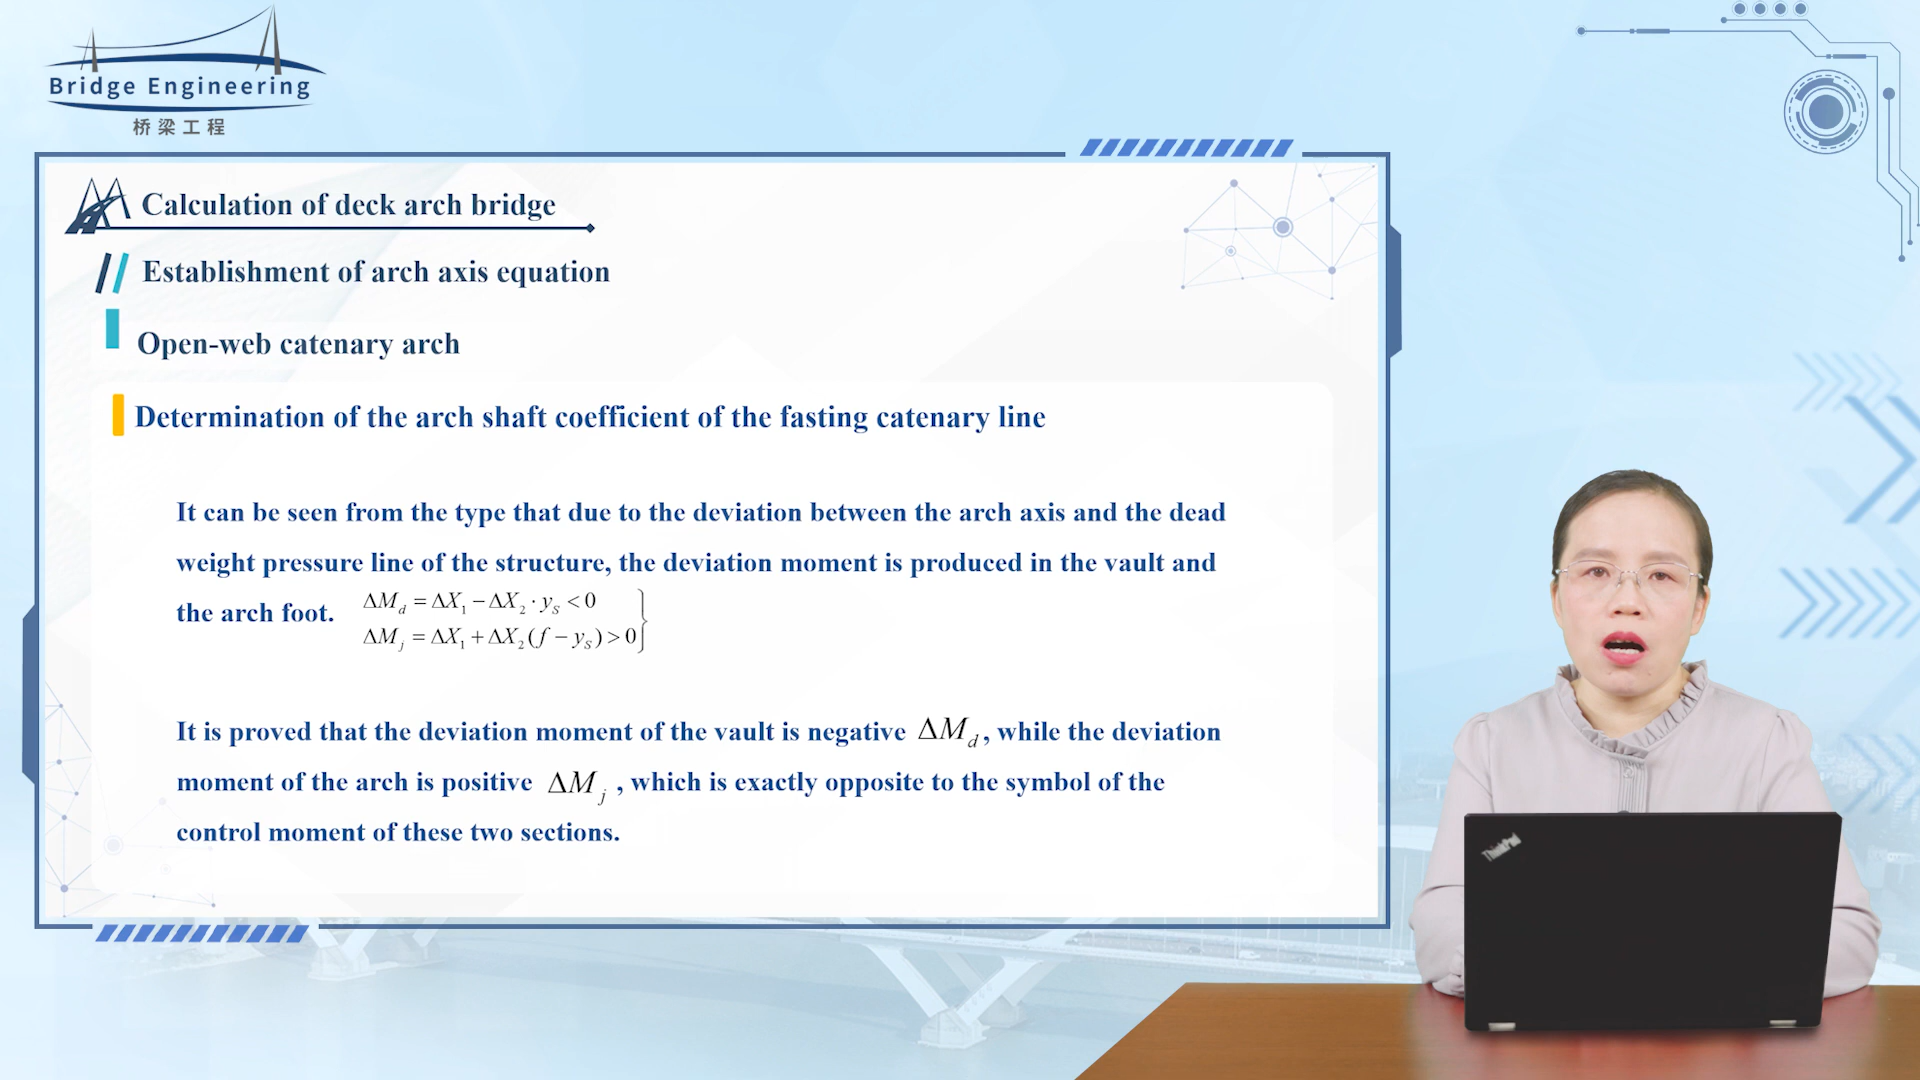 Bridge Engineering
桥梁工程
Calculation of deck arch bridge
Establishment of arch axis equation
Open-web catenary arch
Determination of the arch shaft coefficient of the fasting catenary line
It can be seen from the type that due to the deviation between the arch axis and the dead
weight pressure line of the structure, the deviation moment is produced in the vault and
the arch foot.
ΔM_d = ΔX_1 − ΔX_2 · y_S < 0
ΔM_j = ΔX_1 + ΔX_2 (f − y_S) > 0
It is proved that the deviation moment of the vault is negative ΔM_d, while the deviation
moment of the arch is positive ΔM_j, which is exactly opposite to the symbol of the
control moment of these two sections.
ThinkPad